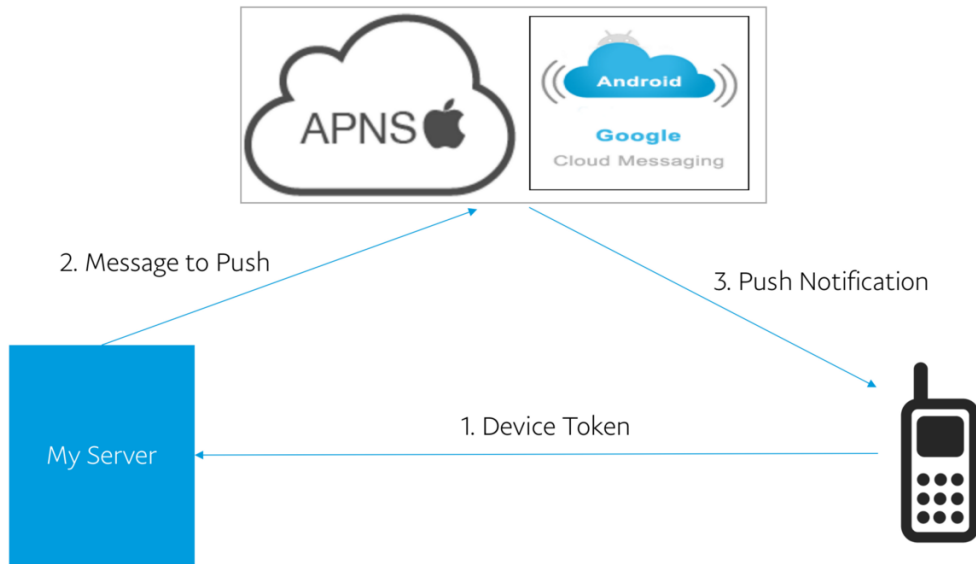 APNS
Android
Google
Cloud Messaging
2. Message to Push
3. Push Notification
1. Device Token
My Server